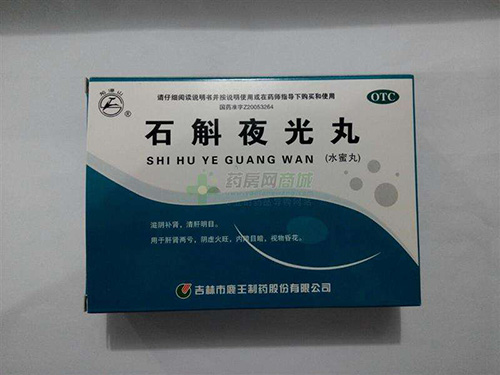 请仔细阅读说明书并按说明使用或在药师指导下购买和使用
国药准字Z20053264
OTC
石斛夜光丸
SHI HU YE GUANG WAN (水蜜丸)
药房网商城
滋阴补肾，清肝明目。
用于肝肾两亏，阴虚火旺，内障目暗，视物昏花。
吉林市鹿王制药股份有限公司